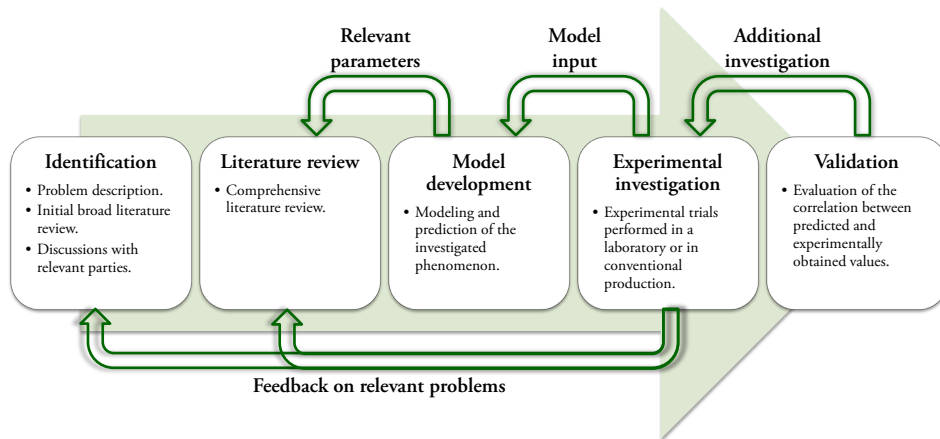 Relevant
parameters
Model
input
Additional
investigation
Identification
• Problem description.
• Initial broad literature
review.
• Discussions with
relevant parties.
Literature review
• Comprehensive
literature review.
Model
development
• Modeling and
prediction of the
investigated
phenomenon.
Experimental
investigation
• Experimental trials
performed in a
laboratory or in
conventional
production.
Validation
• Evaluation of the
correlation between
predicted and
experimentally
obtained values.
Feedback on relevant problems